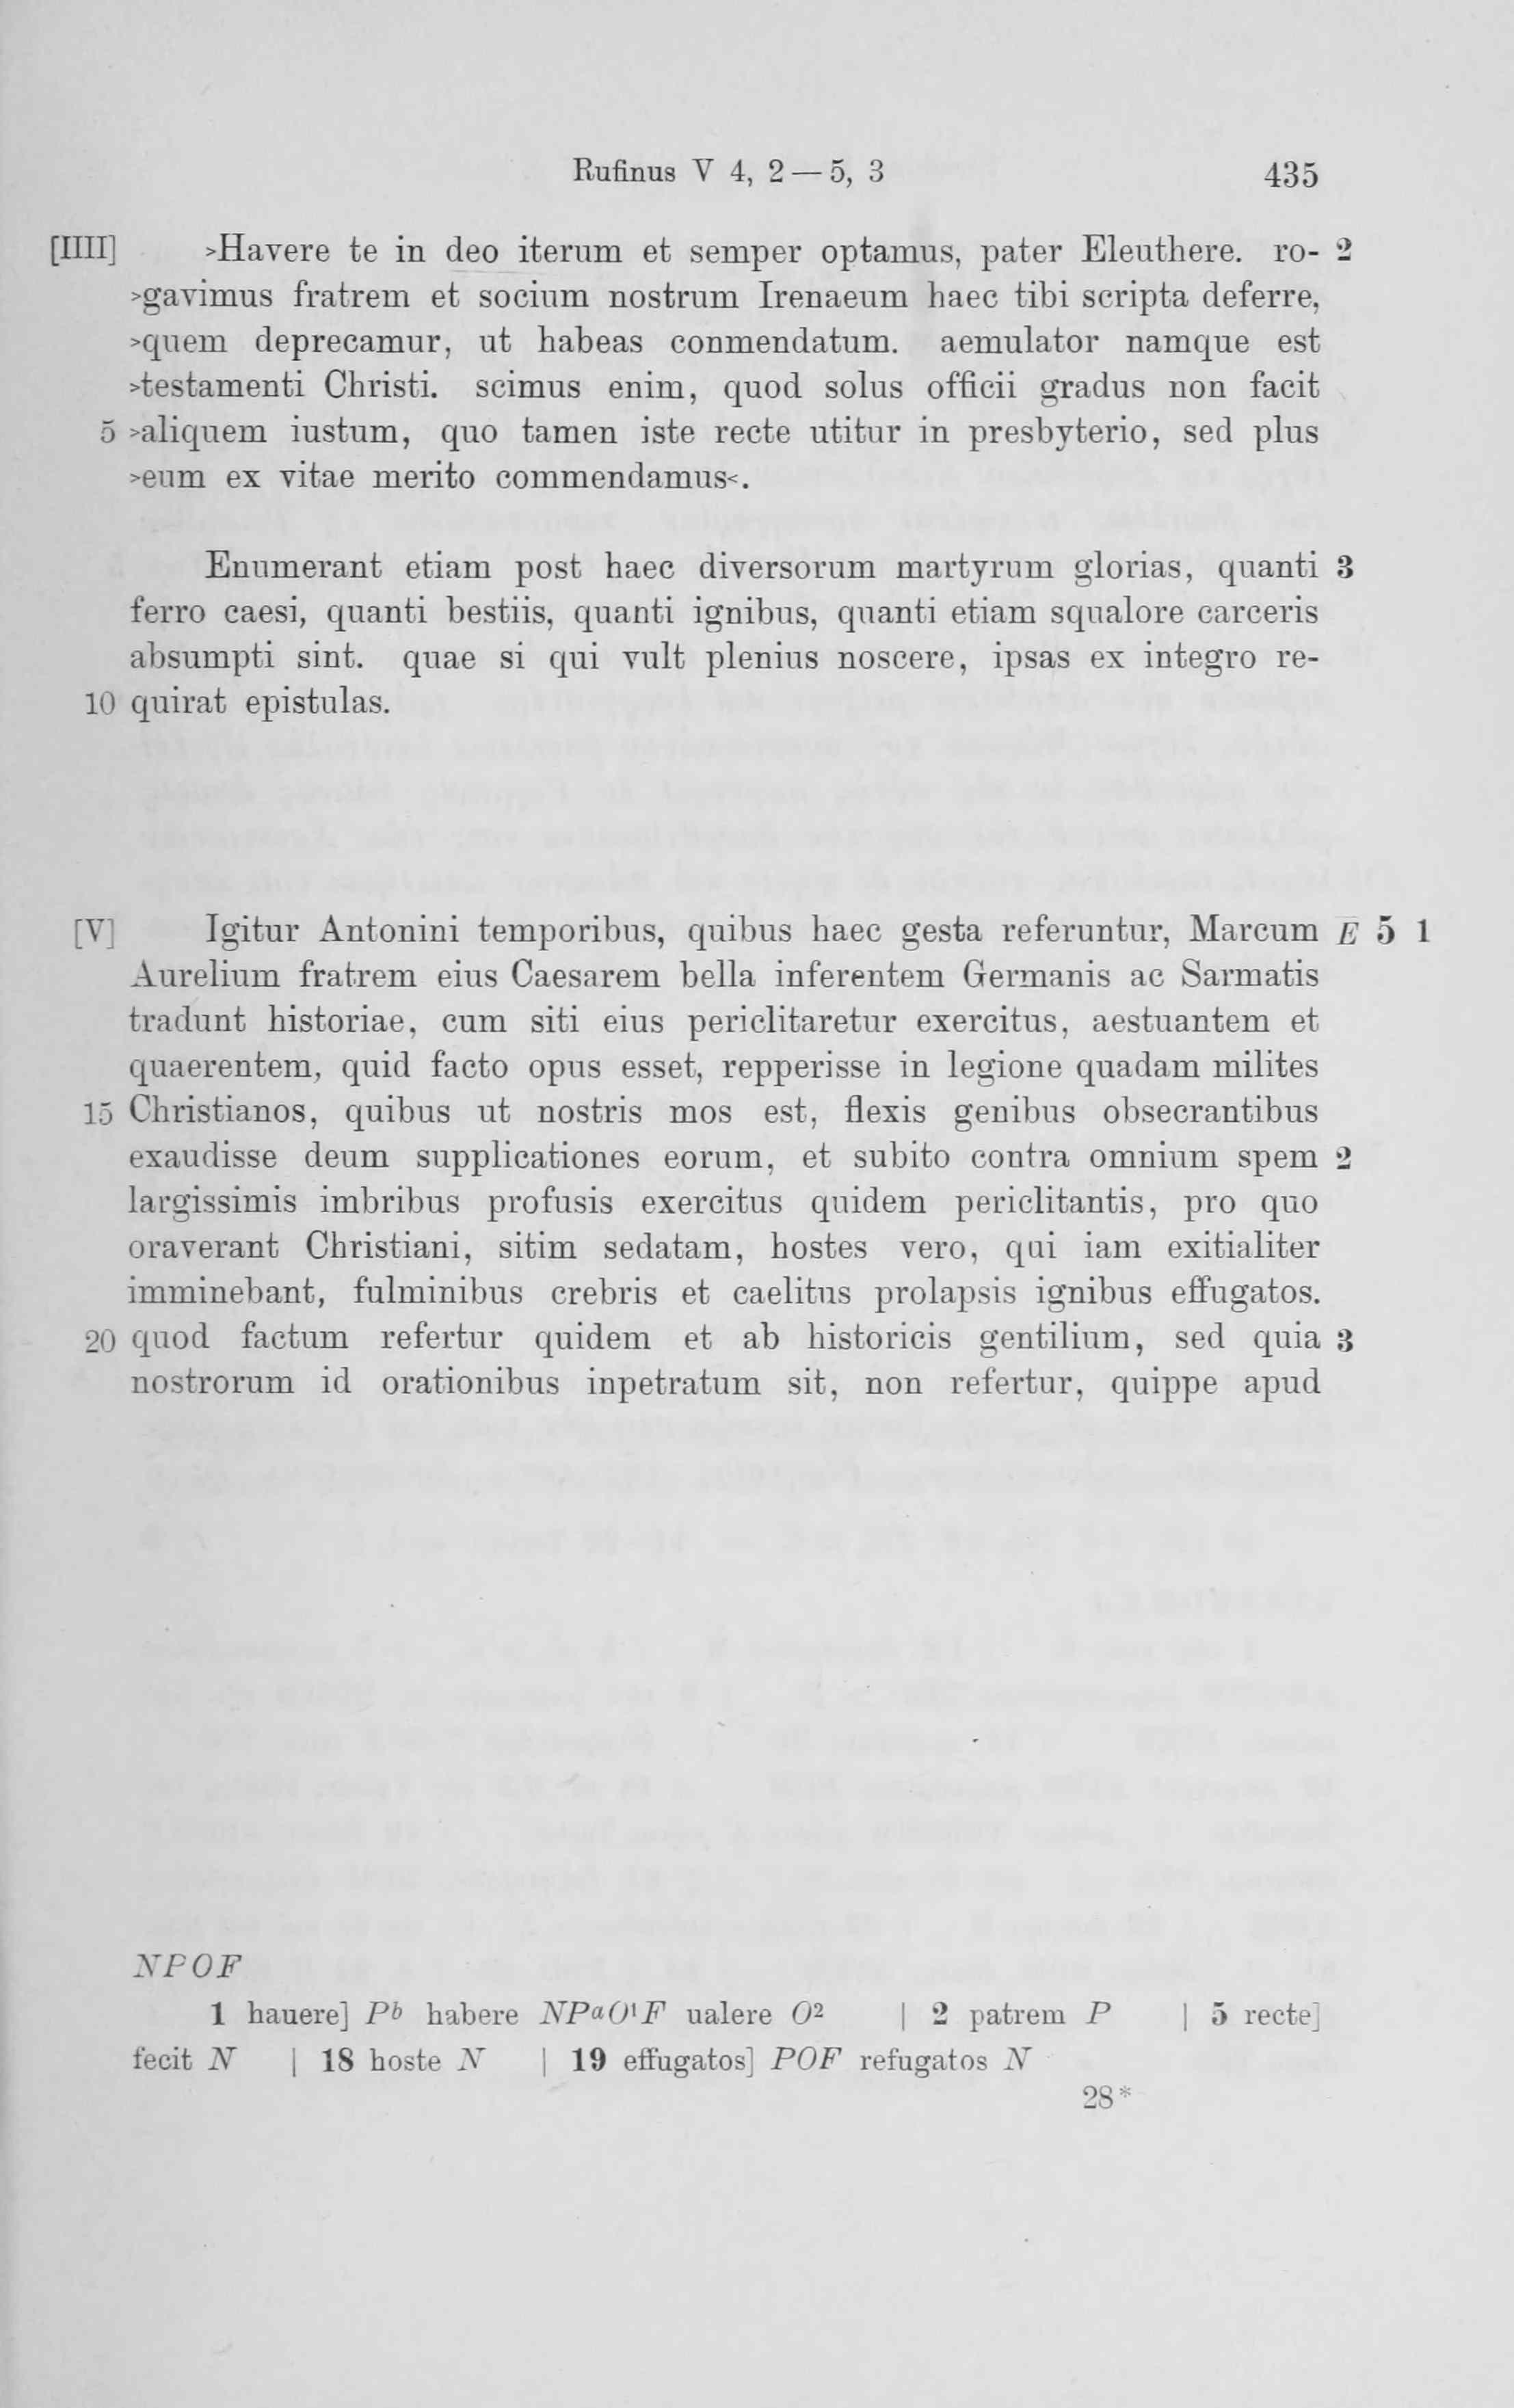 Rufinus V 4, 2 — 5, 3 435
[IIII] >Havere te in deo iterum et semper optamus, pater Eleuthere. ro- 2
>gavimus fratrem et socium nostrum Irenaeum haec tibi scripta deferre,
>quem deprecamur, ut habeas conmendatum. aemulator namque est
>testamenti Christi. scimus enim, quod solus officii gradus non facit
5 >aliquem iustum, quo tamen iste recte utitur in presbyterio, sed plus
>eum ex vitae merito commendamus<.
Enumerant etiam post haec diversorum martyrum glorias, quanti 3
ferro caesi, quanti bestiis, quanti ignibus, quanti etiam squalore carceris
absumpti sint. quae si qui vult plenius noscere, ipsas ex integro re-
10 quirat epistulas.
[V] Igitur Antonini temporibus, quibus haec gesta referuntur, Marcum E 5 1
Aurelium fratrem eius Caesarem bella inferentem Germanis ac Sarmatis
tradunt historiae, cum siti eius periclitaretur exercitus, aestuantem et
quaerentem, quid facto opus esset, repperisse in legione quadam milites
15 Christianos, quibus ut nostris mos est, flexis genibus obsecrantibus
exaudisse deum supplicationes eorum, et subito contra omnium spem 2
largissimis imbribus profusis exercitus quidem periclitantis, pro quo
oraverant Christiani, sitim sedatam, hostes vero, qui iam exitialiter
imminebant, fulminibus crebris et caelitus prolapsis ignibus effugatos.
20 quod factum refertur quidem et ab historicis gentilium, sed quia 3
nostrorum id orationibus inpetratum sit, non refertur, quippe apud
NPOF
1 hauere] Pᵇ habere NPᵃO¹F ualere O² | 2 patrem P | 5 recte]
fecit N | 18 hoste N | 19 effugatos] POF refugatos N
28*